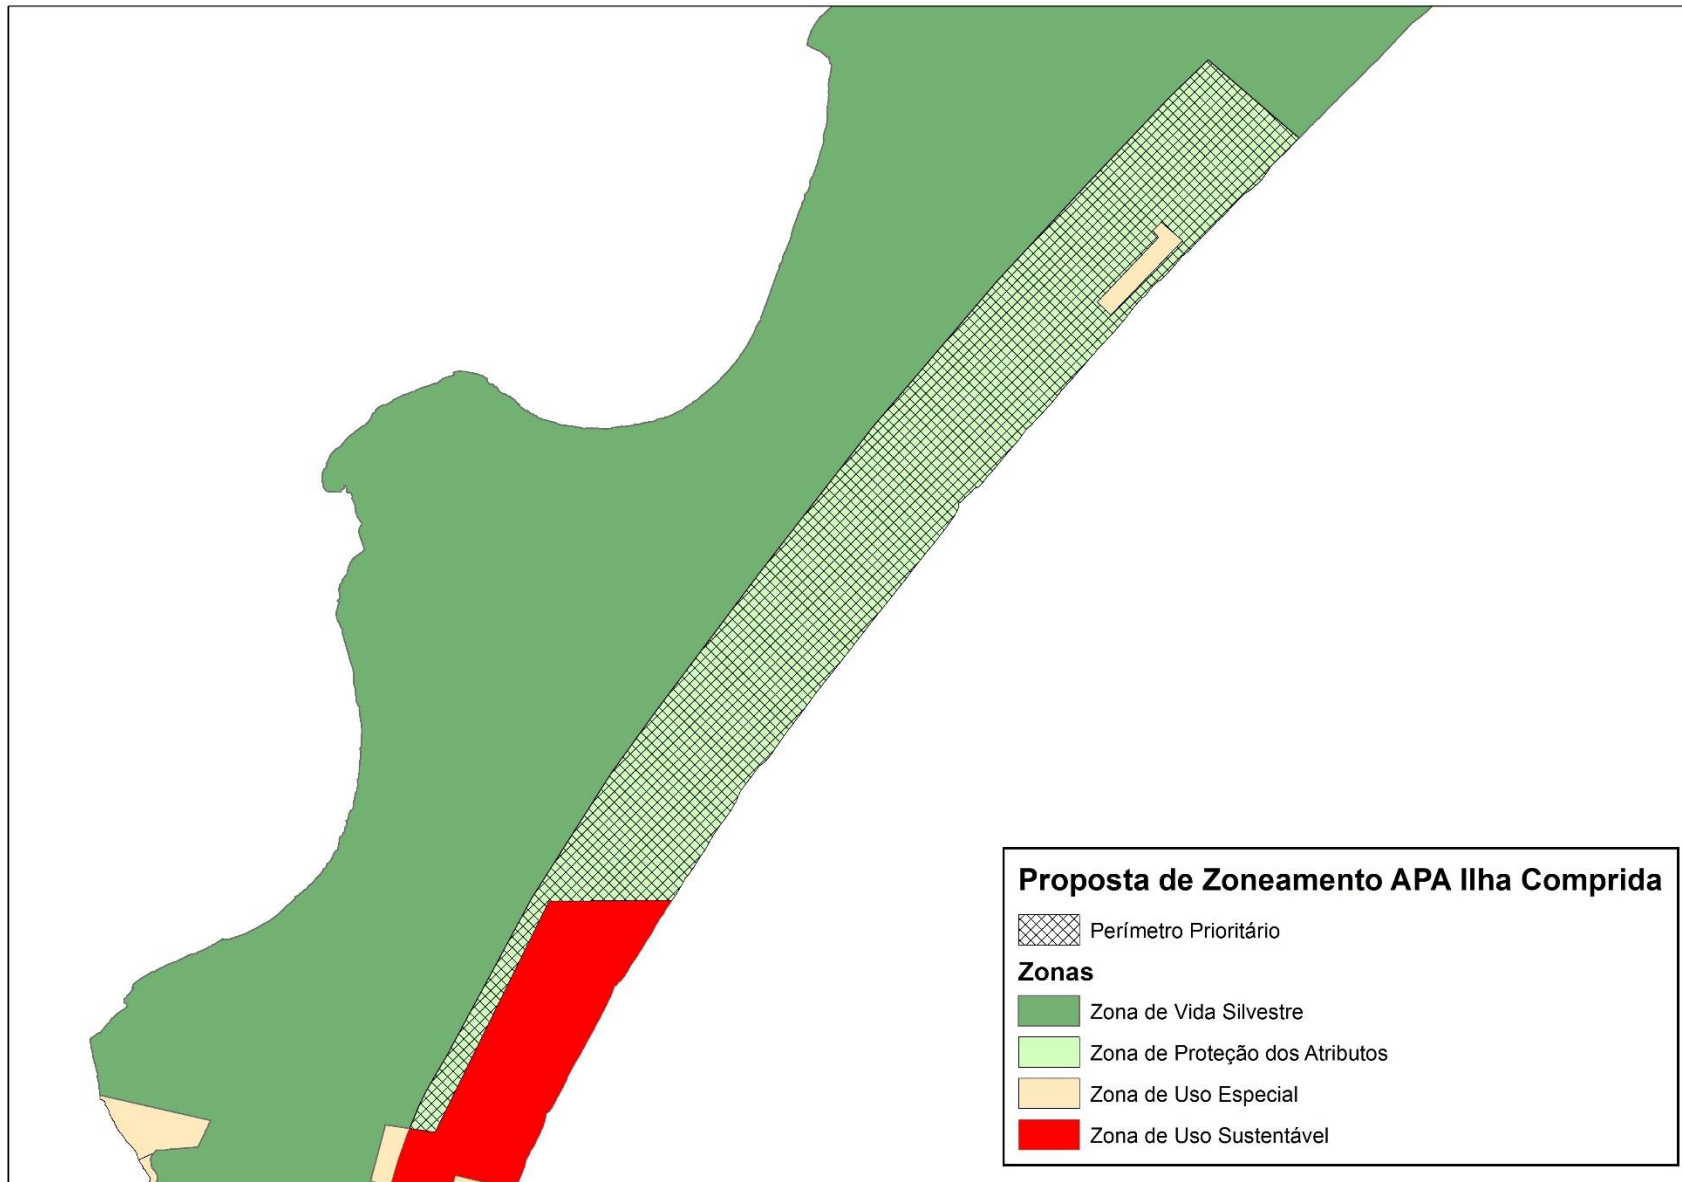 Proposta de Zoneamento APA Ilha Comprida
Perímetro Prioritário
Zonas
Zona de Vida Silvestre
Zona de Proteção dos Atributos
Zona de Uso Especial
Zona de Uso Sustentável